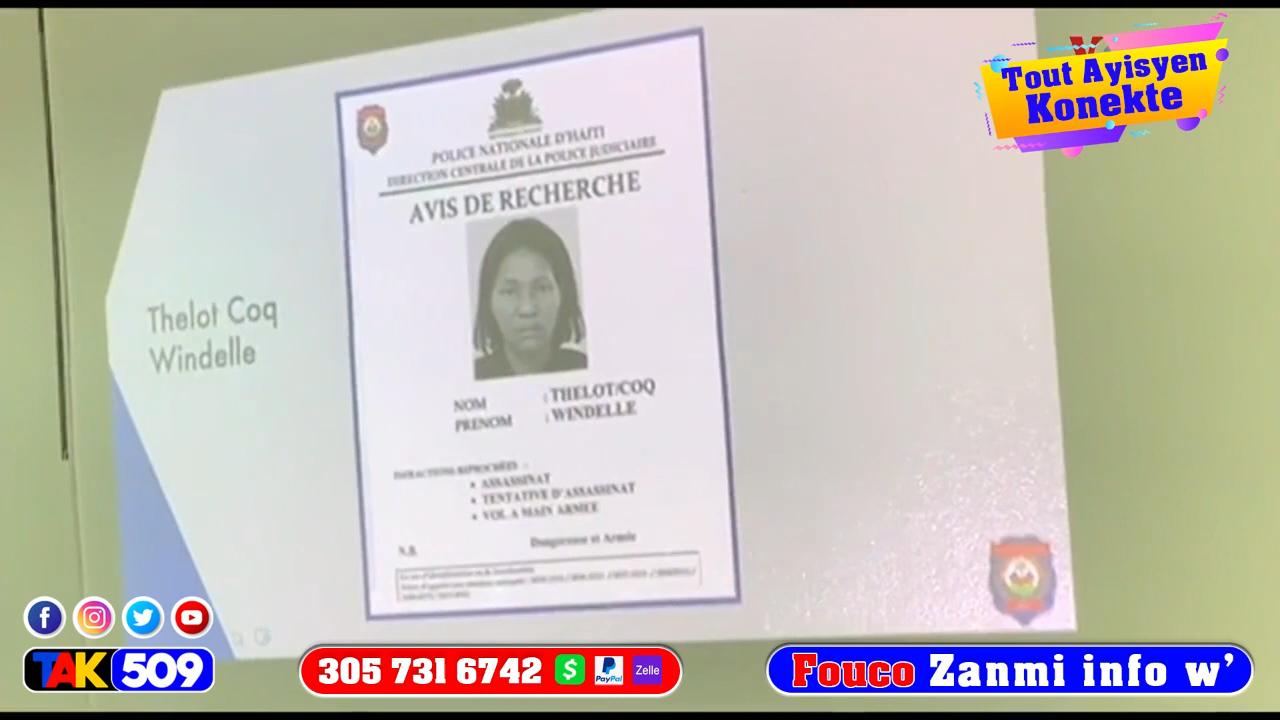 Tout Ayisyen
Konekte
Thelot Coq
Windelle
POLICE NATIONALE D'HAITI
DIRECTION CENTRALE DE LA POLICE JUDICIAIRE
AVIS DE RECHERCHE
NOM : THELOT/COQ
PRENOM : WINDELLE
INFRACTIONS REPROCHÉES :
• ASSASSINAT
• TENTATIVE D'ASSASSINAT
• VOL A MAIN ARMEE
N.B. Dangereuse et Armée
TAK 509
305 731 6742
$ PayPal Zelle
Fouco Zanmi info w'